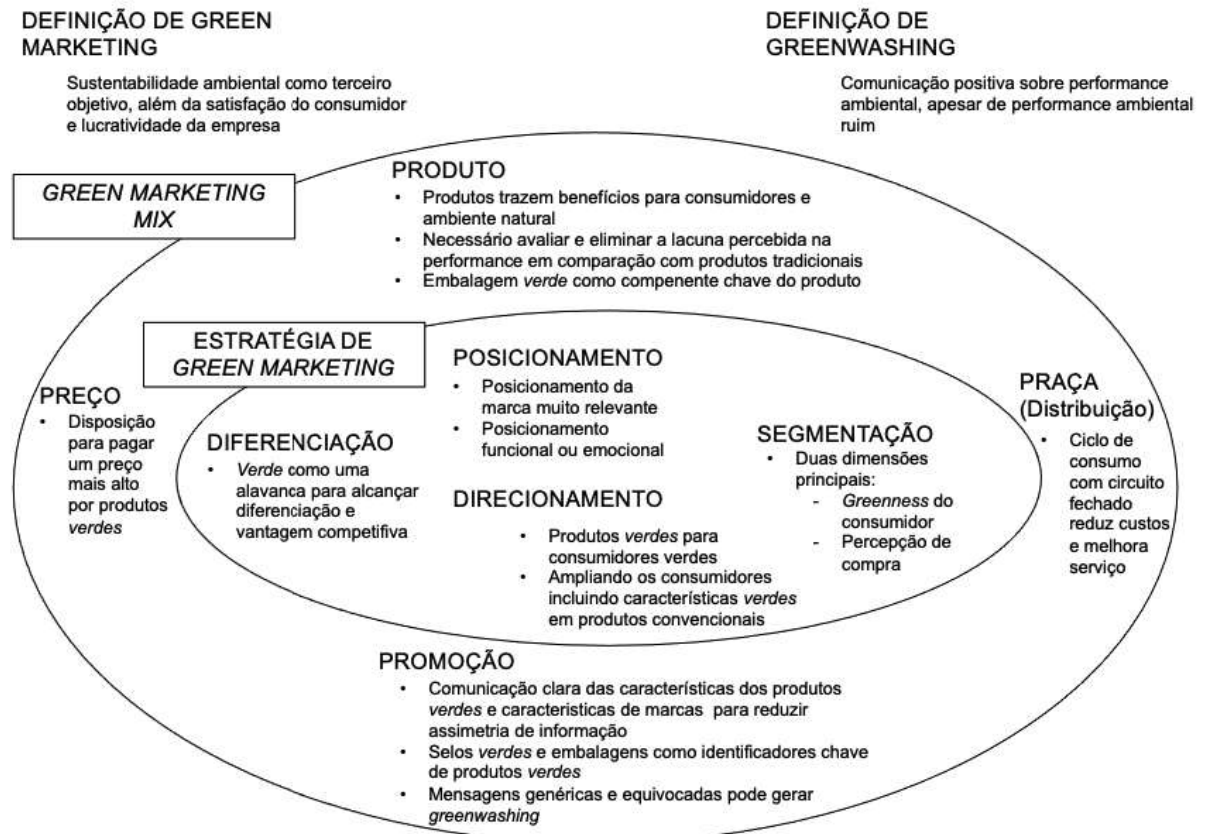 DEFINIÇÃO DE GREEN
MARKETING
Sustentabilidade ambiental como terceiro
objetivo, além da satisfação do consumidor
e lucratividade da empresa
DEFINIÇÃO DE
GREENWASHING
Comunicação positiva sobre performance
ambiental, apesar de performance ambiental
ruim
GREEN MARKETING
MIX
PRODUTO
• Produtos trazem benefícios para consumidores e
ambiente natural
• Necessário avaliar e eliminar a lacuna percebida na
performance em comparação com produtos tradicionais
• Embalagem verde como compenente chave do produto
ESTRATÉGIA DE
GREEN MARKETING
PREÇO
• Disposição
para pagar
um preço
mais alto
por produtos
verdes
DIFERENCIAÇÃO
• Verde como uma
alavanca para alcançar
diferenciação e
vantagem competifiva
POSICIONAMENTO
• Posicionamento da
marca muito relevante
• Posicionamento
funcional ou emocional
DIRECIONAMENTO
• Produtos verdes para
consumidores verdes
• Ampliando os consumidores
incluindo características verdes
em produtos convencionais
SEGMENTAÇÃO
• Duas dimensões
principais:
- Greenness do
consumidor
- Percepção de
compra
PRAÇA
(Distribuição)
• Ciclo de
consumo
com circuito
fechado
reduz custos
e melhora
serviço
PROMOÇÃO
• Comunicação clara das características dos produtos
verdes e caracteristicas de marcas para reduzir
assimetria de informação
• Selos verdes e embalagens como identificadores chave
de produtos verdes
• Mensagens genéricas e equivocadas pode gerar
greenwashing